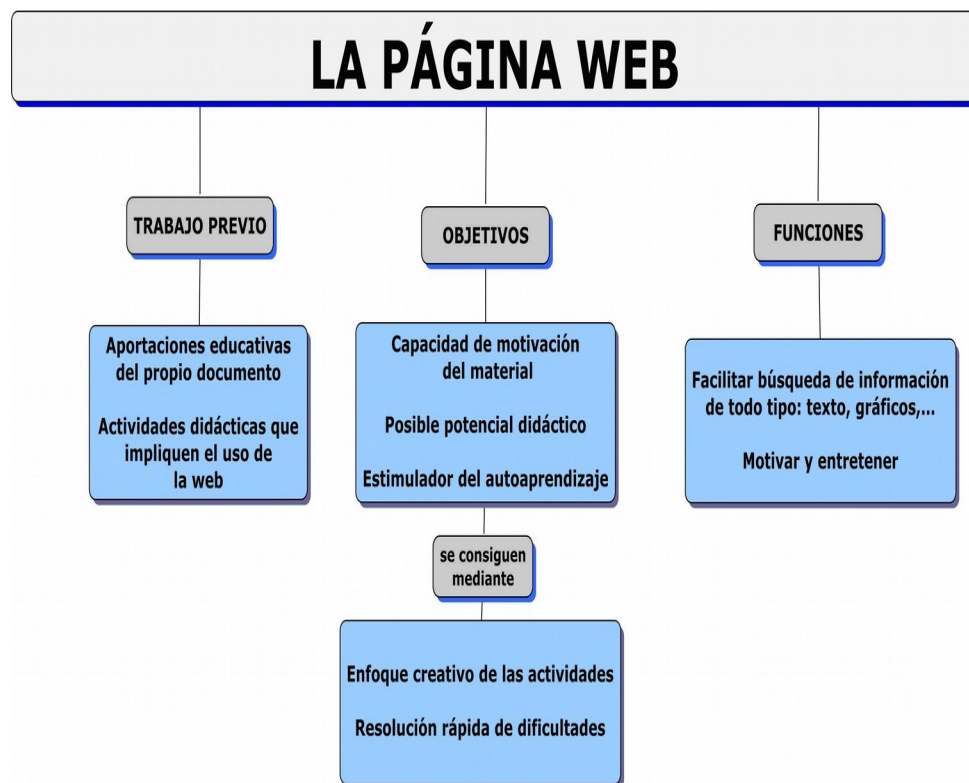 LA PÁGINA WEB
TRABAJO PREVIO
Aportaciones educativas
del propio documento
Actividades didácticas que
impliquen el uso de
la web
OBJETIVOS
Capacidad de motivación
del material
Posible potencial didáctico
Estimulador del autoaprendizaje
se consiguen
mediante
Enfoque creativo de las actividades
Resolución rápida de dificultades
FUNCIONES
Facilitar búsqueda de información
de todo tipo: texto, gráficos,...
Motivar y entretener